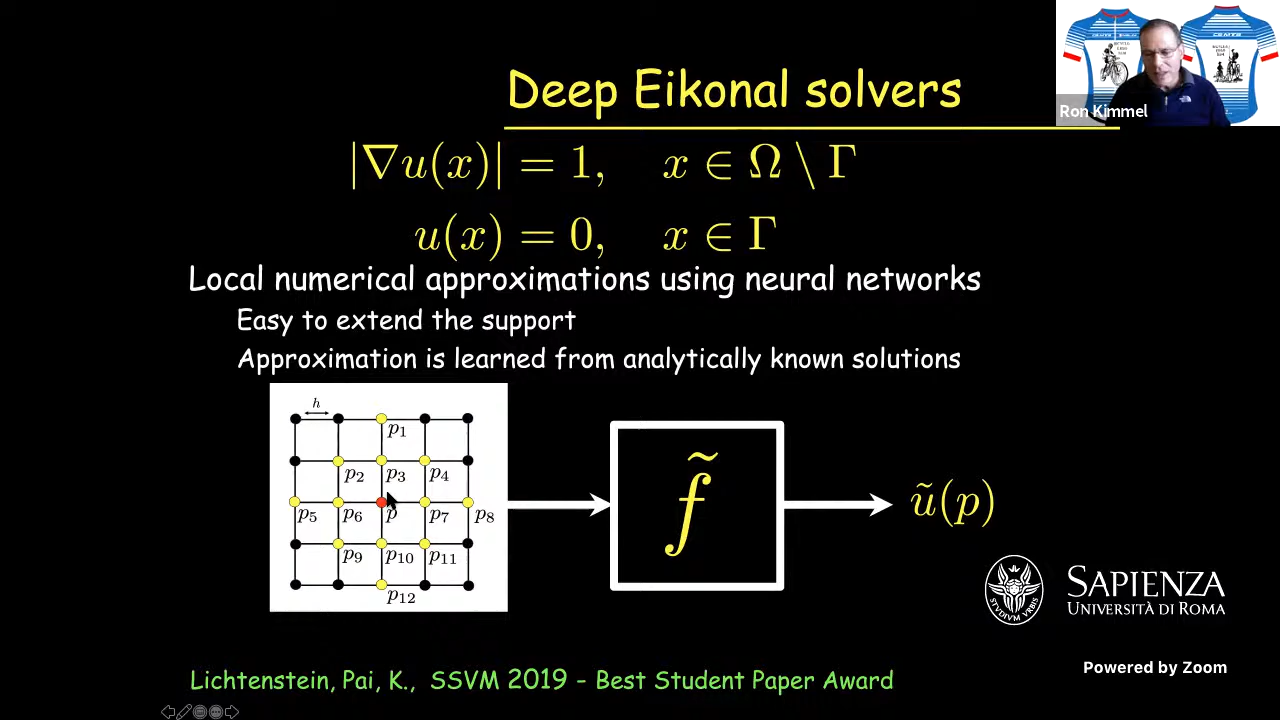 Deep Eikonal solvers
Ron Kimmel
|∇u(x)| = 1, x ∈ Ω \ Γ
u(x) = 0, x ∈ Γ
Local numerical approximations using neural networks
Easy to extend the support
Approximation is learned from analytically known solutions
h
p₁
p₂ p₃ p₄
p₅ p₆ p p₇ p₈
p₉ p₁₀ p₁₁
p₁₂
f̃
ũ(p)
SAPIENZA
UNIVERSITÀ DI ROMA
STVDIVM VRBIS
Powered by Zoom
Lichtenstein, Pai, K., SSVM 2019 - Best Student Paper Award